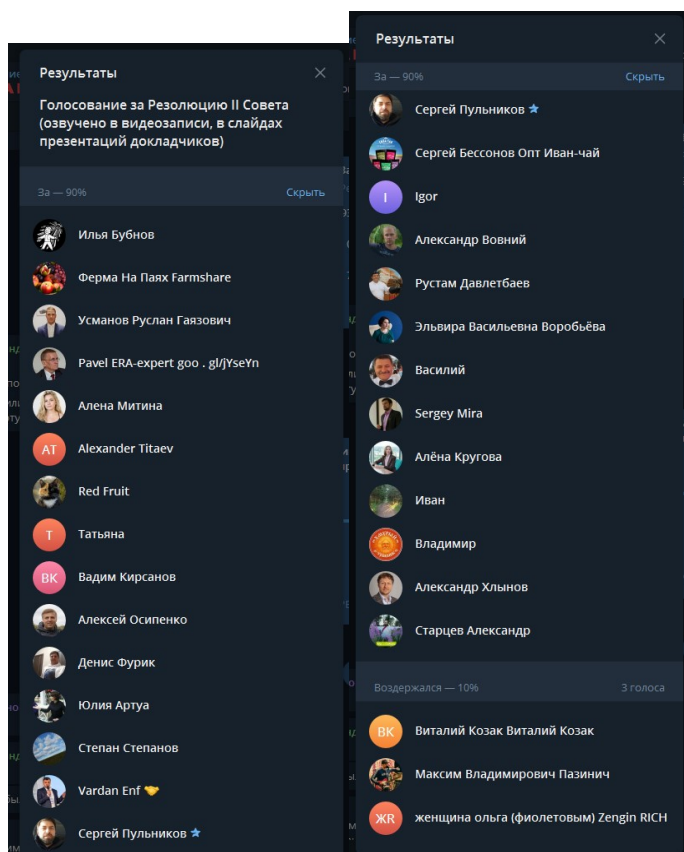 Результаты
Голосование за Резолюцию II Совета
(озвучено в видеозаписи, в слайдах
презентаций докладчиков)
За — 90%
Скрыть
Илья Бубнов
Ферма На Паях Farmshare
Усманов Руслан Гаязович
Pavel ERA-expert goo . gl/jYseYn
Алена Митина
AT
Alexander Titaev
Red Fruit
Т
Татьяна
ВК
Вадим Кирсанов
Алексей Осипенко
Денис Фурик
Юлия Артуа
Степан Степанов
Vardan Enf
Сергей Пульников
Результаты
За — 90%
Скрыть
Сергей Пульников
Сергей Бессонов Опт Иван-чай
I
Igor
Александр Вовний
Рустам Давлетбаев
Эльвира Васильевна Воробьёва
Василий
Sergey Mira
Алёна Кругова
Иван
Владимир
Александр Хлынов
Старцев Александр
Воздержался — 10%
3 голоса
ВК
Виталий Козак Виталий Козак
Максим Владимирович Пазинич
ЖR
женщина ольга (фиолетовым) Zengin RICH